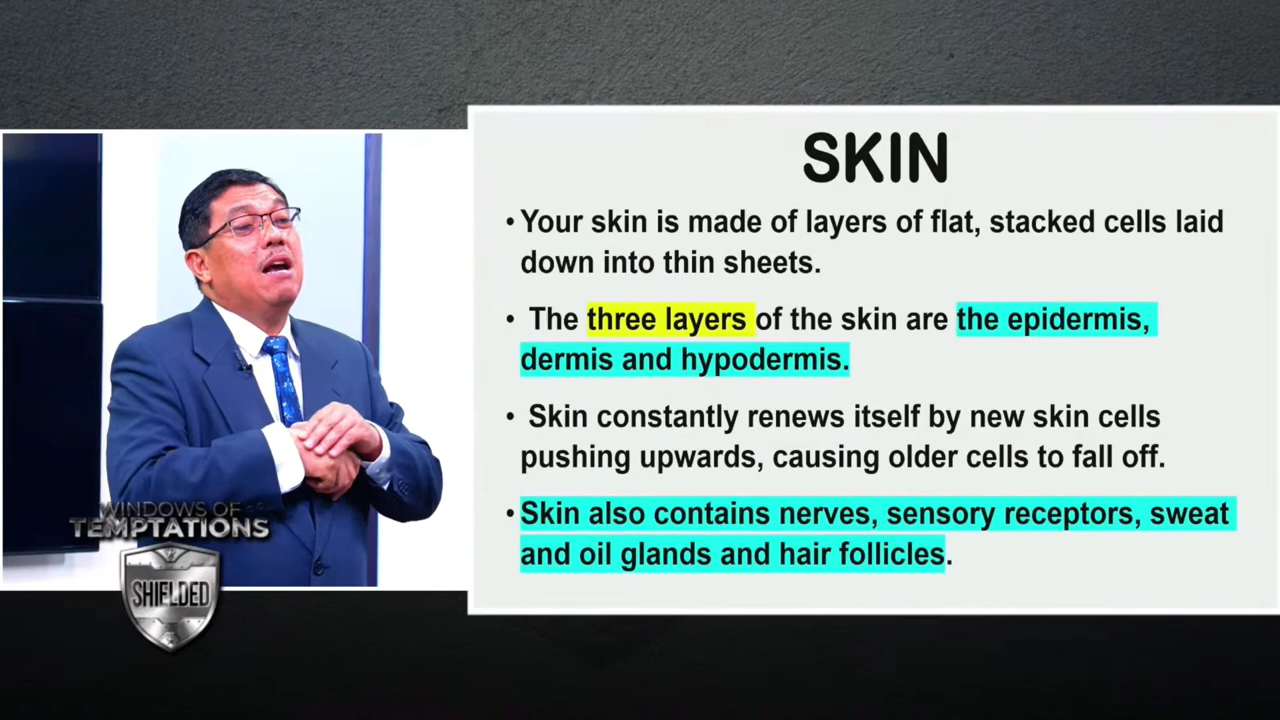 SKIN
• Your skin is made of layers of flat, stacked cells laid
down into thin sheets.
• The three layers of the skin are the epidermis,
dermis and hypodermis.
• Skin constantly renews itself by new skin cells
pushing upwards, causing older cells to fall off.
• Skin also contains nerves, sensory receptors, sweat
and oil glands and hair follicles.
WINDOWS OF
TEMPTATIONS
SHIELDED